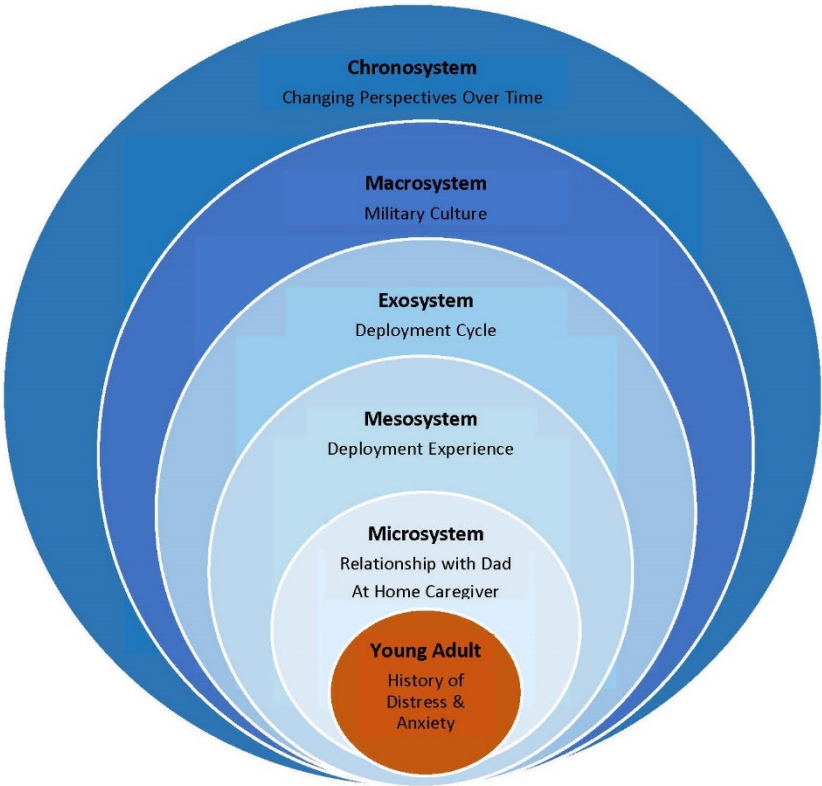 Chronosystem
Changing Perspectives Over Time
Macrosystem
Military Culture
Exosystem
Deployment Cycle
Mesosystem
Deployment Experience
Microsystem
Relationship with Dad
At Home Caregiver
Young Adult
History of
Distress &
Anxiety